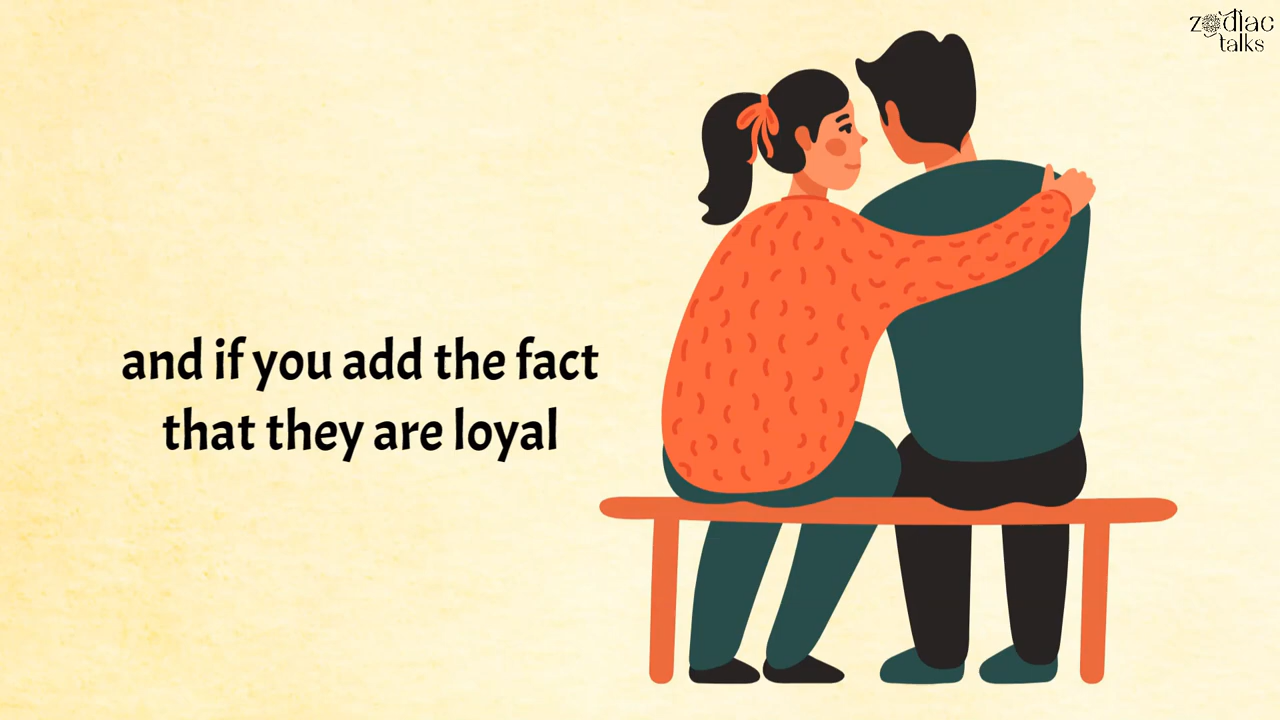 zodiac
talks
and if you add the fact
that they are loyal